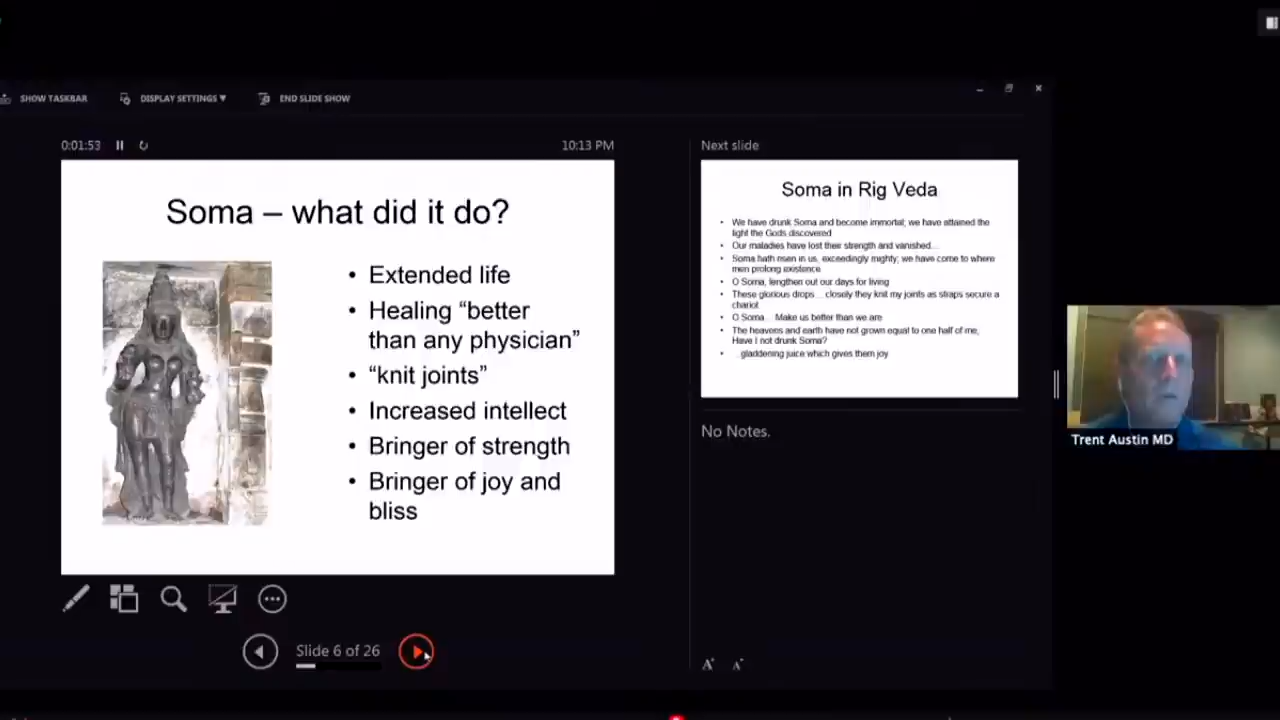 SHOW TASKBAR
DISPLAY SETTINGS ▼
END SLIDE SHOW
0:01:53
10:13 PM
Soma – what did it do?
• Extended life
• Healing “better
than any physician”
• “knit joints”
• Increased intellect
• Bringer of strength
• Bringer of joy and
bliss
Slide 6 of 26
Next slide
Soma in Rig Veda
• We have drunk Soma and become immortal; we have attained the
light the Gods discovered
• Our maladies have lost their strength and vanished...
• Soma hath risen in us, exceedingly mighty; we have come to where
men prolong existence
• O Soma, lengthen out our days for living
• These glorious drops... closely they knit my joints as straps secure a
chariot
• O Soma... Make us better than we are
• The heavens and earth have not grown equal to one half of me,
Have I not drunk Soma?
• ...gladdening juice which gives them joy
No Notes.
A A
Trent Austin MD